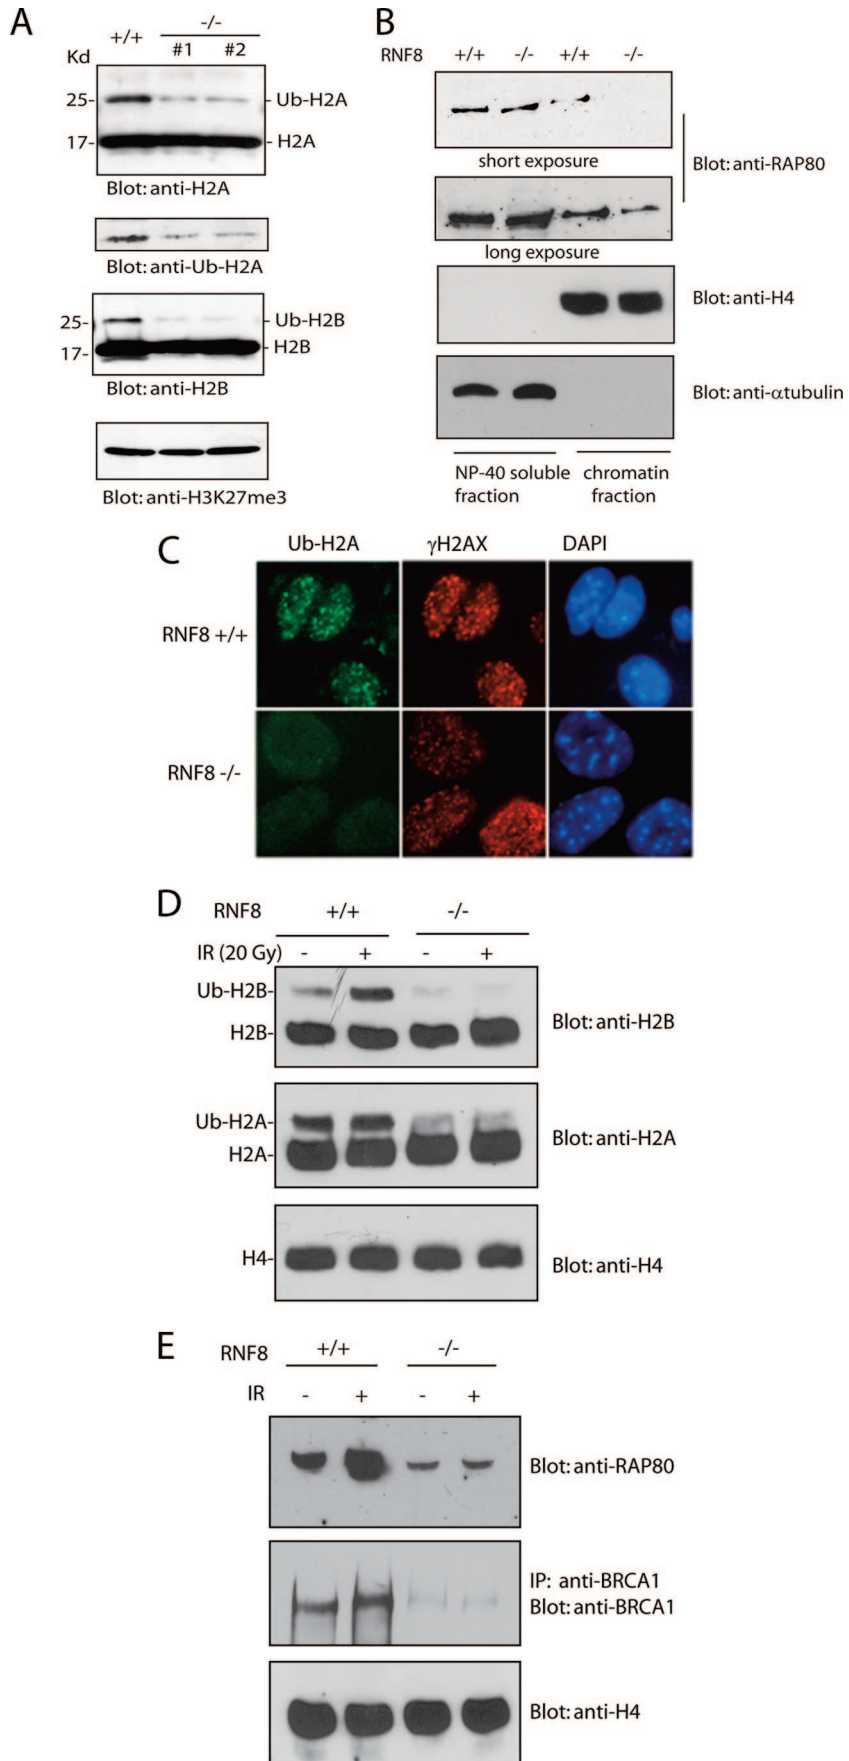 A
+/+
-/-
#1 #2
Kd
25-
Ub-H2A
17-
H2A
Blot: anti-H2A
Blot: anti-Ub-H2A
25-
Ub-H2B
17-
H2B
Blot: anti-H2B
Blot: anti-H3K27me3
B
RNF8 +/+ -/- +/+ -/-
short exposure
Blot: anti-RAP80
long exposure
Blot: anti-H4
Blot: anti-αtubulin
NP-40 soluble fraction
chromatin fraction
C
Ub-H2A γH2AX DAPI
RNF8 +/+
RNF8 -/-
D
RNF8 +/+ -/-
IR (20 Gy) - + - +
Ub-H2B-
H2B-
Blot: anti-H2B
Ub-H2A-
H2A-
Blot: anti-H2A
H4-
Blot: anti-H4
E
RNF8 +/+ -/-
IR - + - +
Blot: anti-RAP80
IP: anti-BRCA1
Blot: anti-BRCA1
Blot: anti-H4